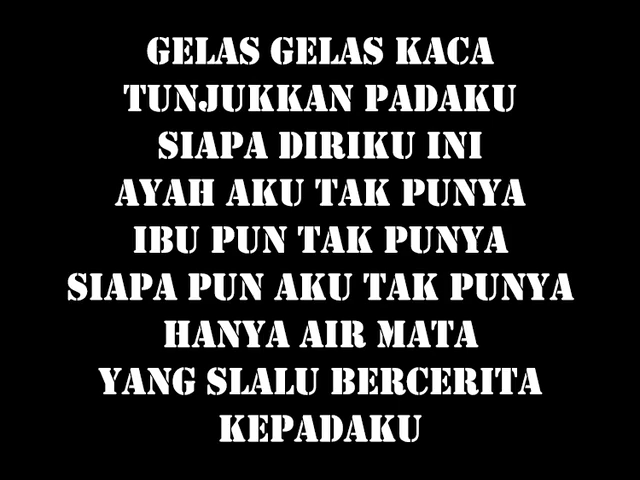 GELAS GELAS KACA
TUNJUKKAN PADAKU
SIAPA DIRIKU INI
AYAH AKU TAK PUNYA
IBU PUN TAK PUNYA
SIAPA PUN AKU TAK PUNYA
HANYA AIR MATA
YANG SLALU BERCERITA
KEPADAKU